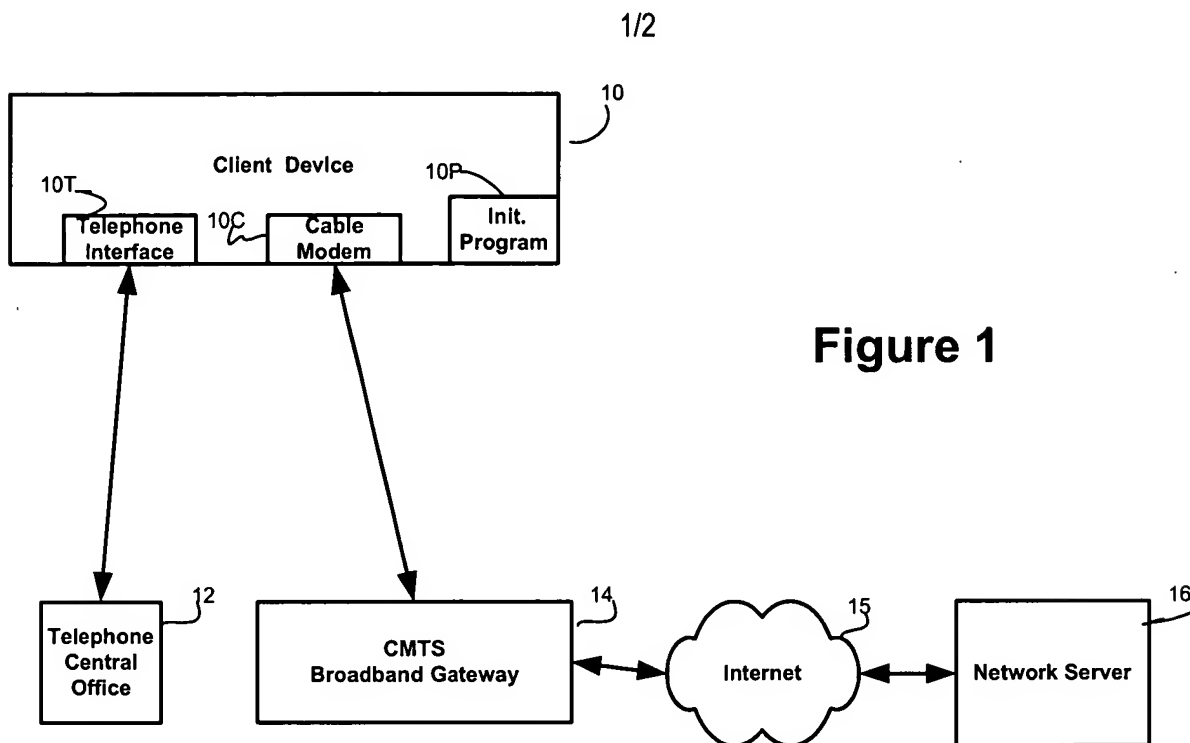 1/2
10
Client Device
10T
10C
10P
Telephone
Interface
Cable
Modem
Init.
Program
Figure 1
12
Telephone
Central
Office
14
CMTS
Broadband Gateway
15
Internet
16
Network Server